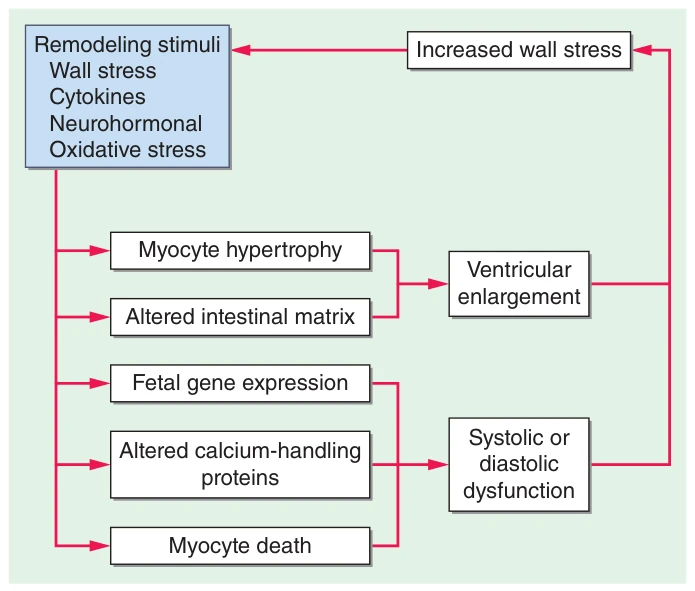 Remodeling stimuli
Wall stress
Cytokines
Neurohormonal
Oxidative stress
Increased wall stress
Myocyte hypertrophy
Altered intestinal matrix
Ventricular
enlargement
Fetal gene expression
Altered calcium-handling
proteins
Myocyte death
Systolic or
diastolic
dysfunction